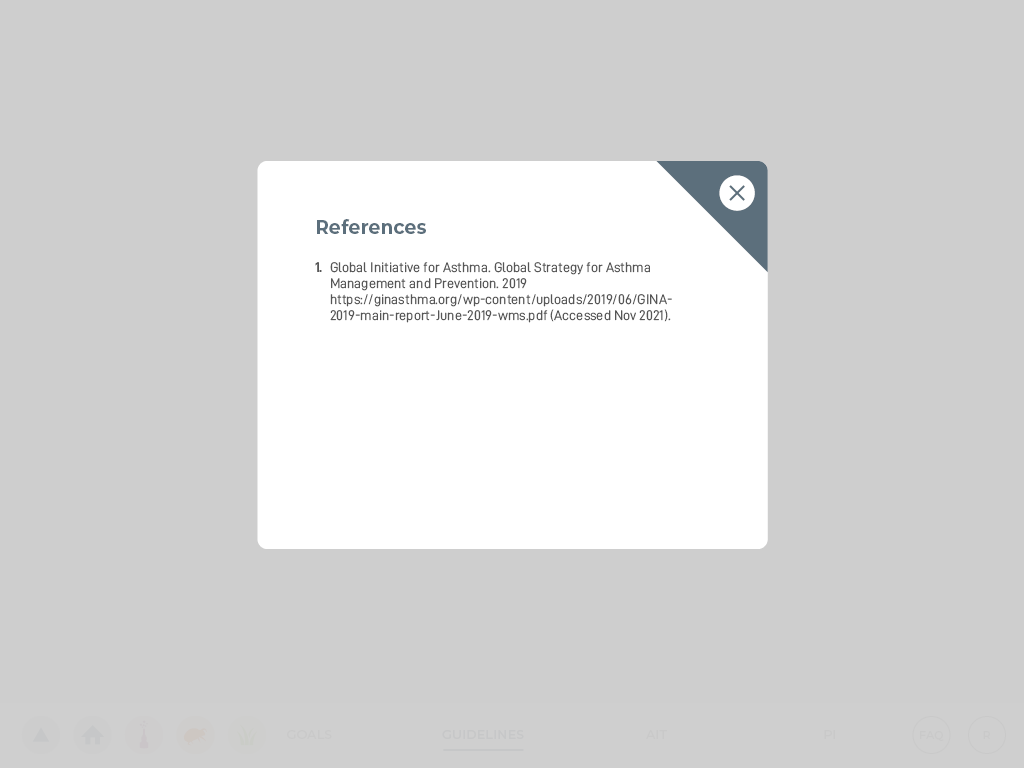 References
1. Global Initiative for Asthma. Global Strategy for Asthma
Management and Prevention. 2019
https://ginasthma.org/wp-content/uploads/2019/06/GINA-
2019-main-report-June-2019-wms.pdf (Accessed Nov 2021).
GOALS GUIDELINES AIT PI FAQ